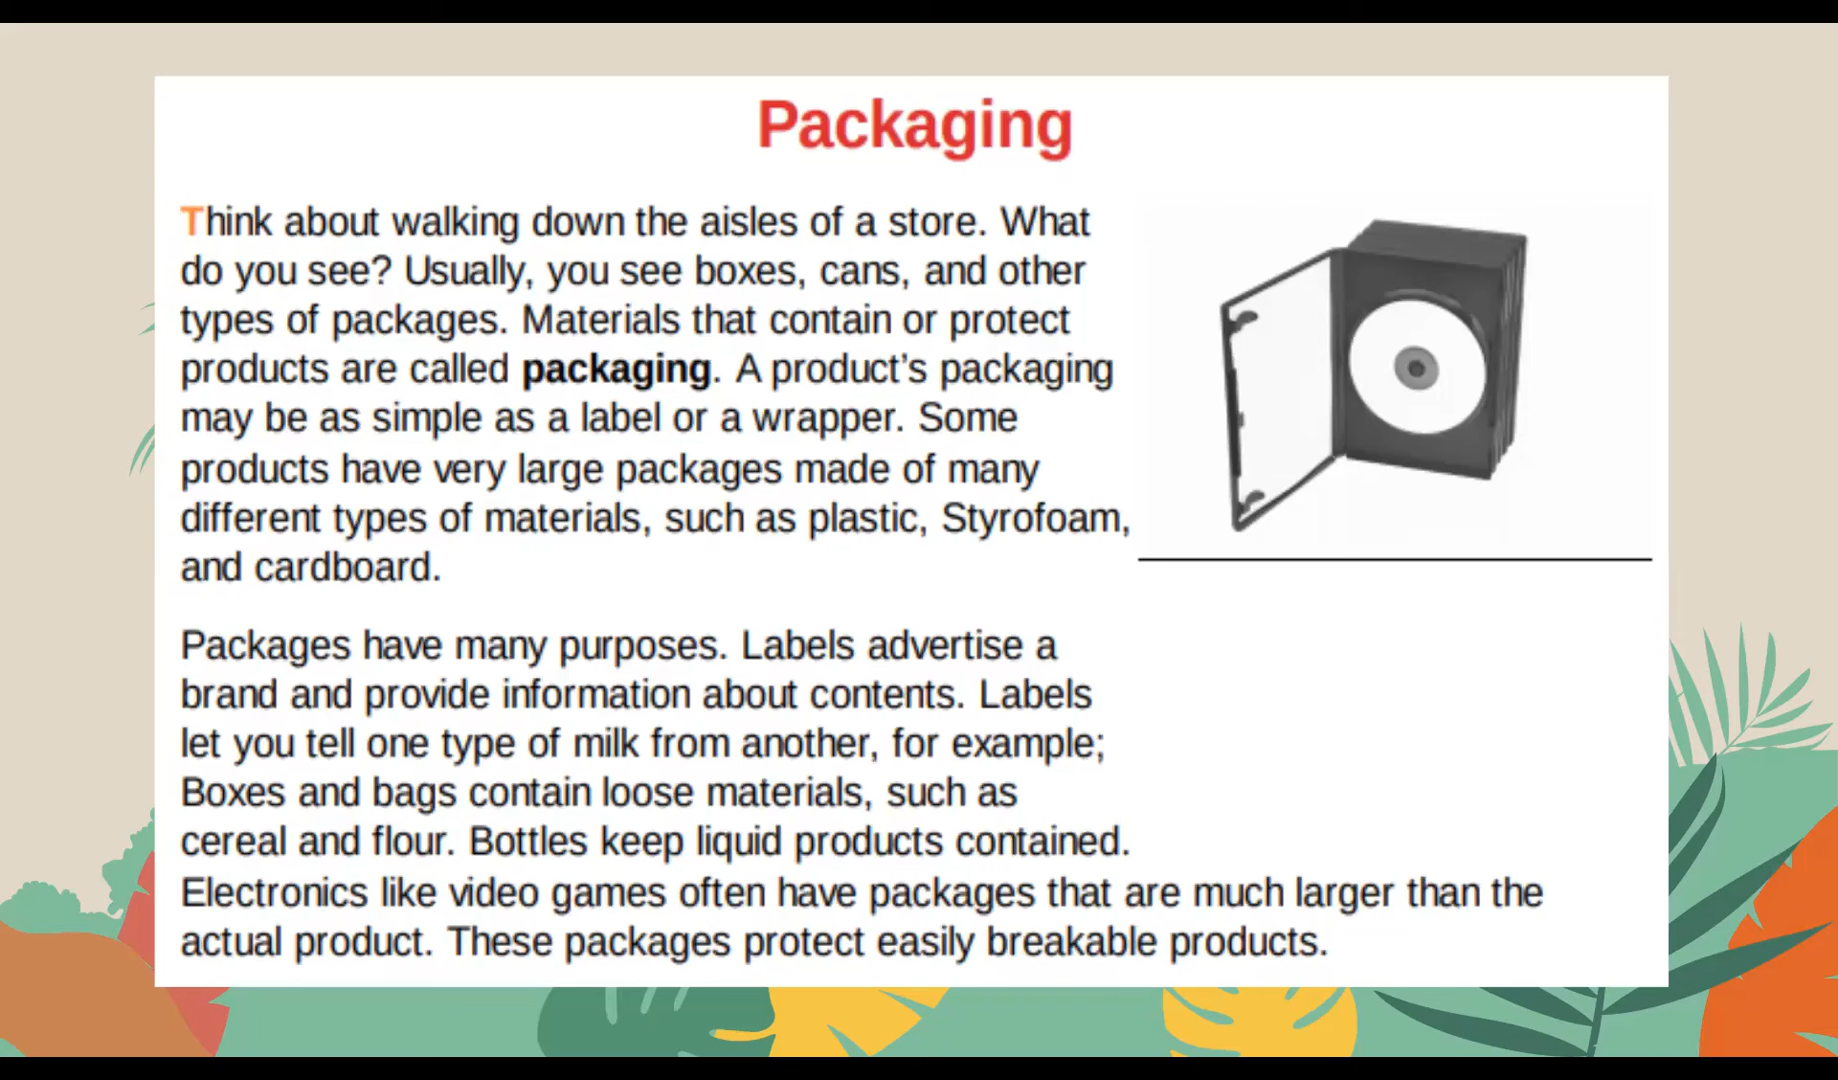 Packaging
Think about walking down the aisles of a store. What
do you see? Usually, you see boxes, cans, and other
types of packages. Materials that contain or protect
products are called packaging. A product’s packaging
may be as simple as a label or a wrapper. Some
products have very large packages made of many
different types of materials, such as plastic, Styrofoam,
and cardboard.
Packages have many purposes. Labels advertise a
brand and provide information about contents. Labels
let you tell one type of milk from another, for example;
Boxes and bags contain loose materials, such as
cereal and flour. Bottles keep liquid products contained.
Electronics like video games often have packages that are much larger than the
actual product. These packages protect easily breakable products.